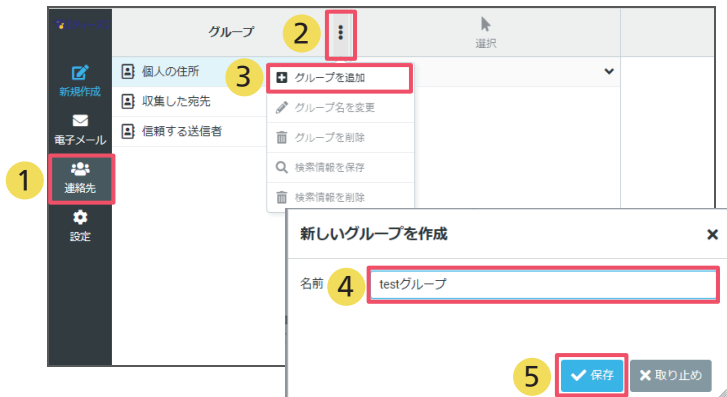 グループ
2
選択
新規作成
個人の住所
3
グループを追加
収集した宛先
グループ名を変更
電子メール
信頼する送信者
グループを削除
1
連絡先
検索情報を保存
検索情報を削除
設定
新しいグループを作成
名前
4
testグループ
5
保存
取り止め